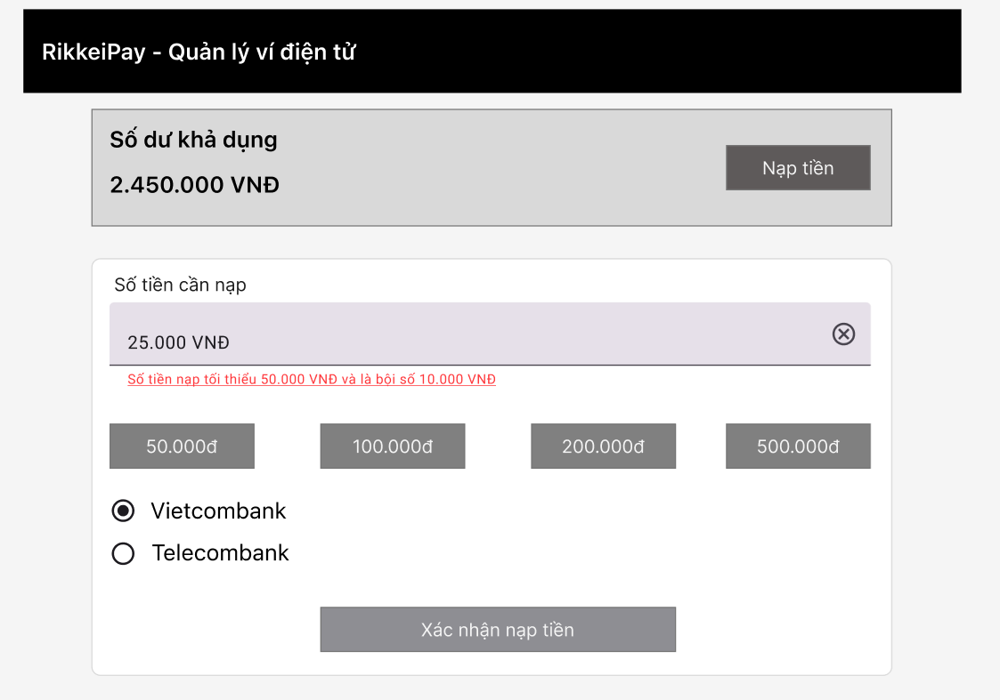 RikkeiPay - Quản lý ví điện tử
Số dư khả dụng
2.450.000 VNĐ
Nạp tiền
Số tiền cần nạp
25.000 VNĐ
Số tiền nạp tối thiểu 50.000 VNĐ và là bội số 10.000 VNĐ
50.000đ 100.000đ 200.000đ 500.000đ
Vietcombank
Telecombank
Xác nhận nạp tiền